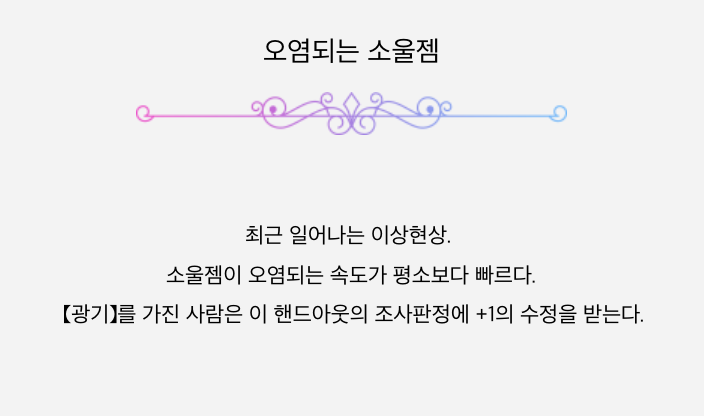 오염되는 소울젬
최근 일어나는 이상현상.
소울젬이 오염되는 속도가 평소보다 빠르다.
【광기】를 가진 사람은 이 핸드아웃의 조사판정에 +1의 수정을 받는다.